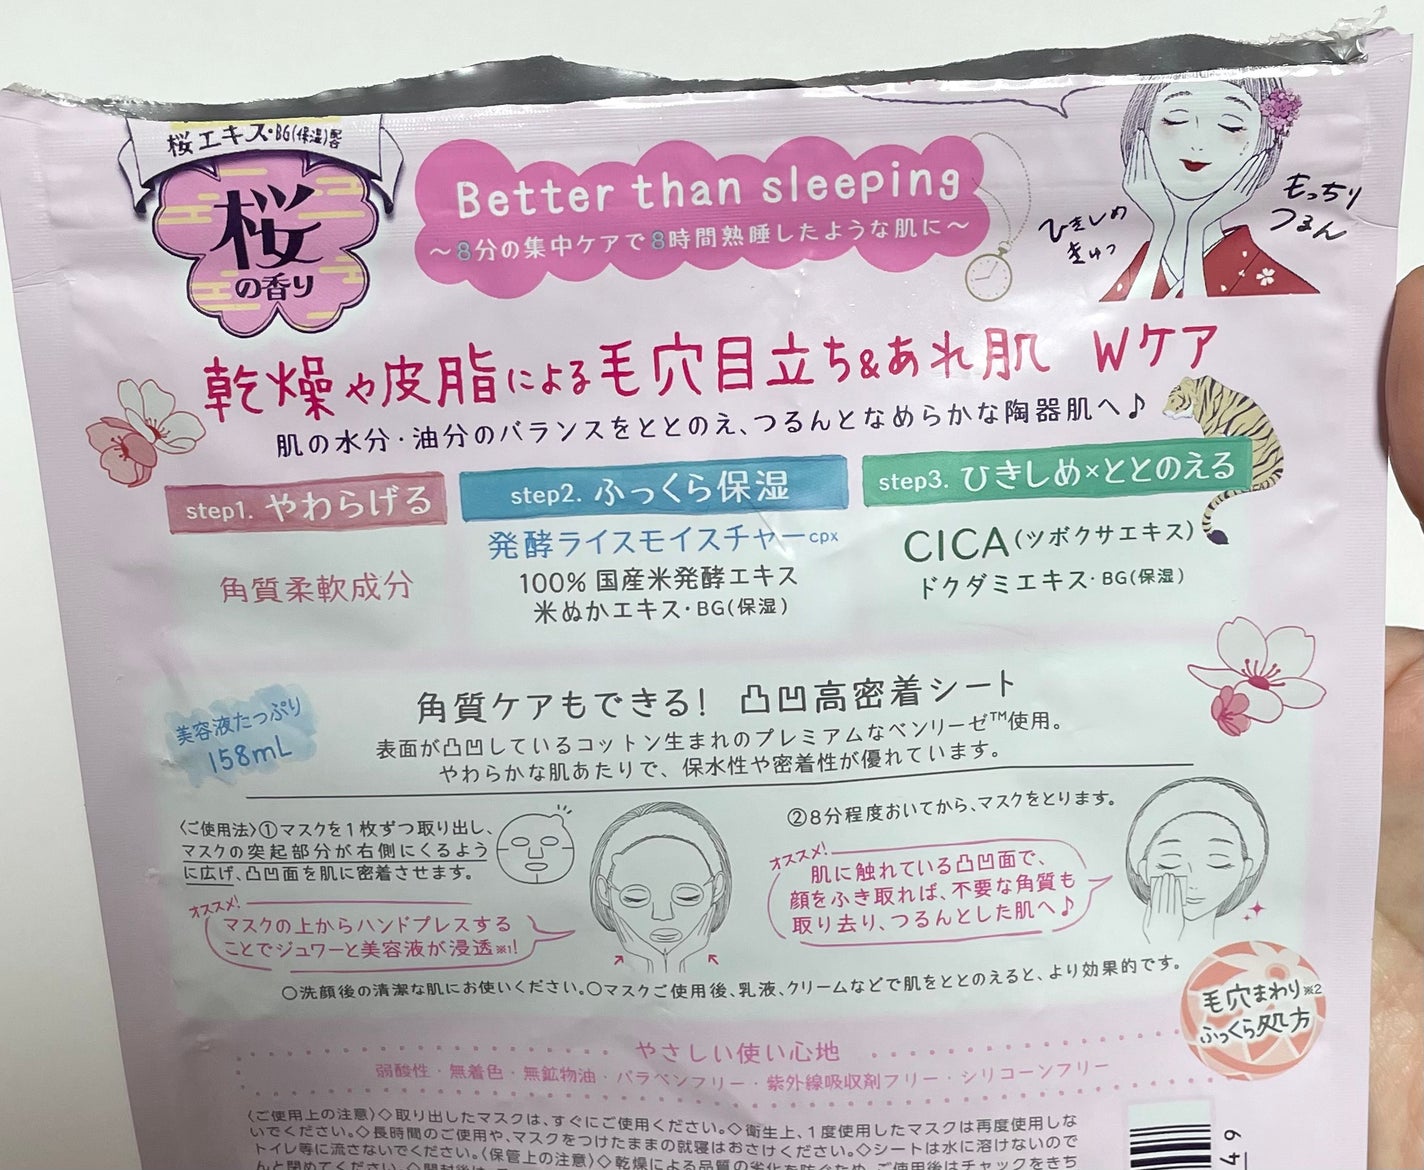 桜エキス・BG(保湿)配合
桜
の香り
Better than sleeping
～8分の集中ケアで8時間熟睡したような肌に～
ひきしめ
きゅっ
もっちり
つるん
乾燥や皮脂による毛穴目立ち&あれ肌 Wケア
肌の水分・油分のバランスをととのえ、つるんとなめらかな陶器肌へ♪
step1. やわらげる
角質柔軟成分
step2. ふっくら保湿
発酵ライスモイスチャーcpx
100% 国産米発酵エキス
米ぬかエキス・BG(保湿)
step3. ひきしめ×ととのえる
CICA(ツボクサエキス)
ドクダミエキス・BG(保湿)
美容液たっぷり
158mL
角質ケアもできる! 凸凹高密着シート
表面が凸凹しているコットン生まれのプレミアムなベンリーゼ™使用。
やわらかな肌あたりで、保水性や密着性が優れています。
〈ご使用法〉①マスクを1枚ずつ取り出し、
マスクの突起部分が右側にくるよう
に広げ、凸凹面を肌に密着させます。
オススメ!
マスクの上からハンドプレスする
ことでジュワーと美容液が浸透※1!
②8分程度おいてから、マスクをとります。
オススメ!
肌に触れている凸凹面で、
顔をふき取れば、不要な角質も
取り去り、つるんとした肌へ♪
○洗顔後の清潔な肌にお使いください。○マスクご使用後、乳液、クリームなどで肌をととのえると、より効果的です。
毛穴まわり※2
ふっくら処方
やさしい使い心地
弱酸性・無着色・無鉱物油・パラベンフリー・紫外線吸収剤フリー・シリコーンフリー
〈ご使用上の注意〉◇取り出したマスクは、すぐにご使用ください。◇衛生上、1度使用したマスクは再度使用しな
いでください。◇長時間のご使用や、マスクをつけたままの就寝はおさけください。◇シートは水に溶けないので
トイレ等に流さないでください。〈保管上の注意〉◇乾燥による品質の劣化を防ぐため、ご使用後はチャックをきち
んと閉めてください。